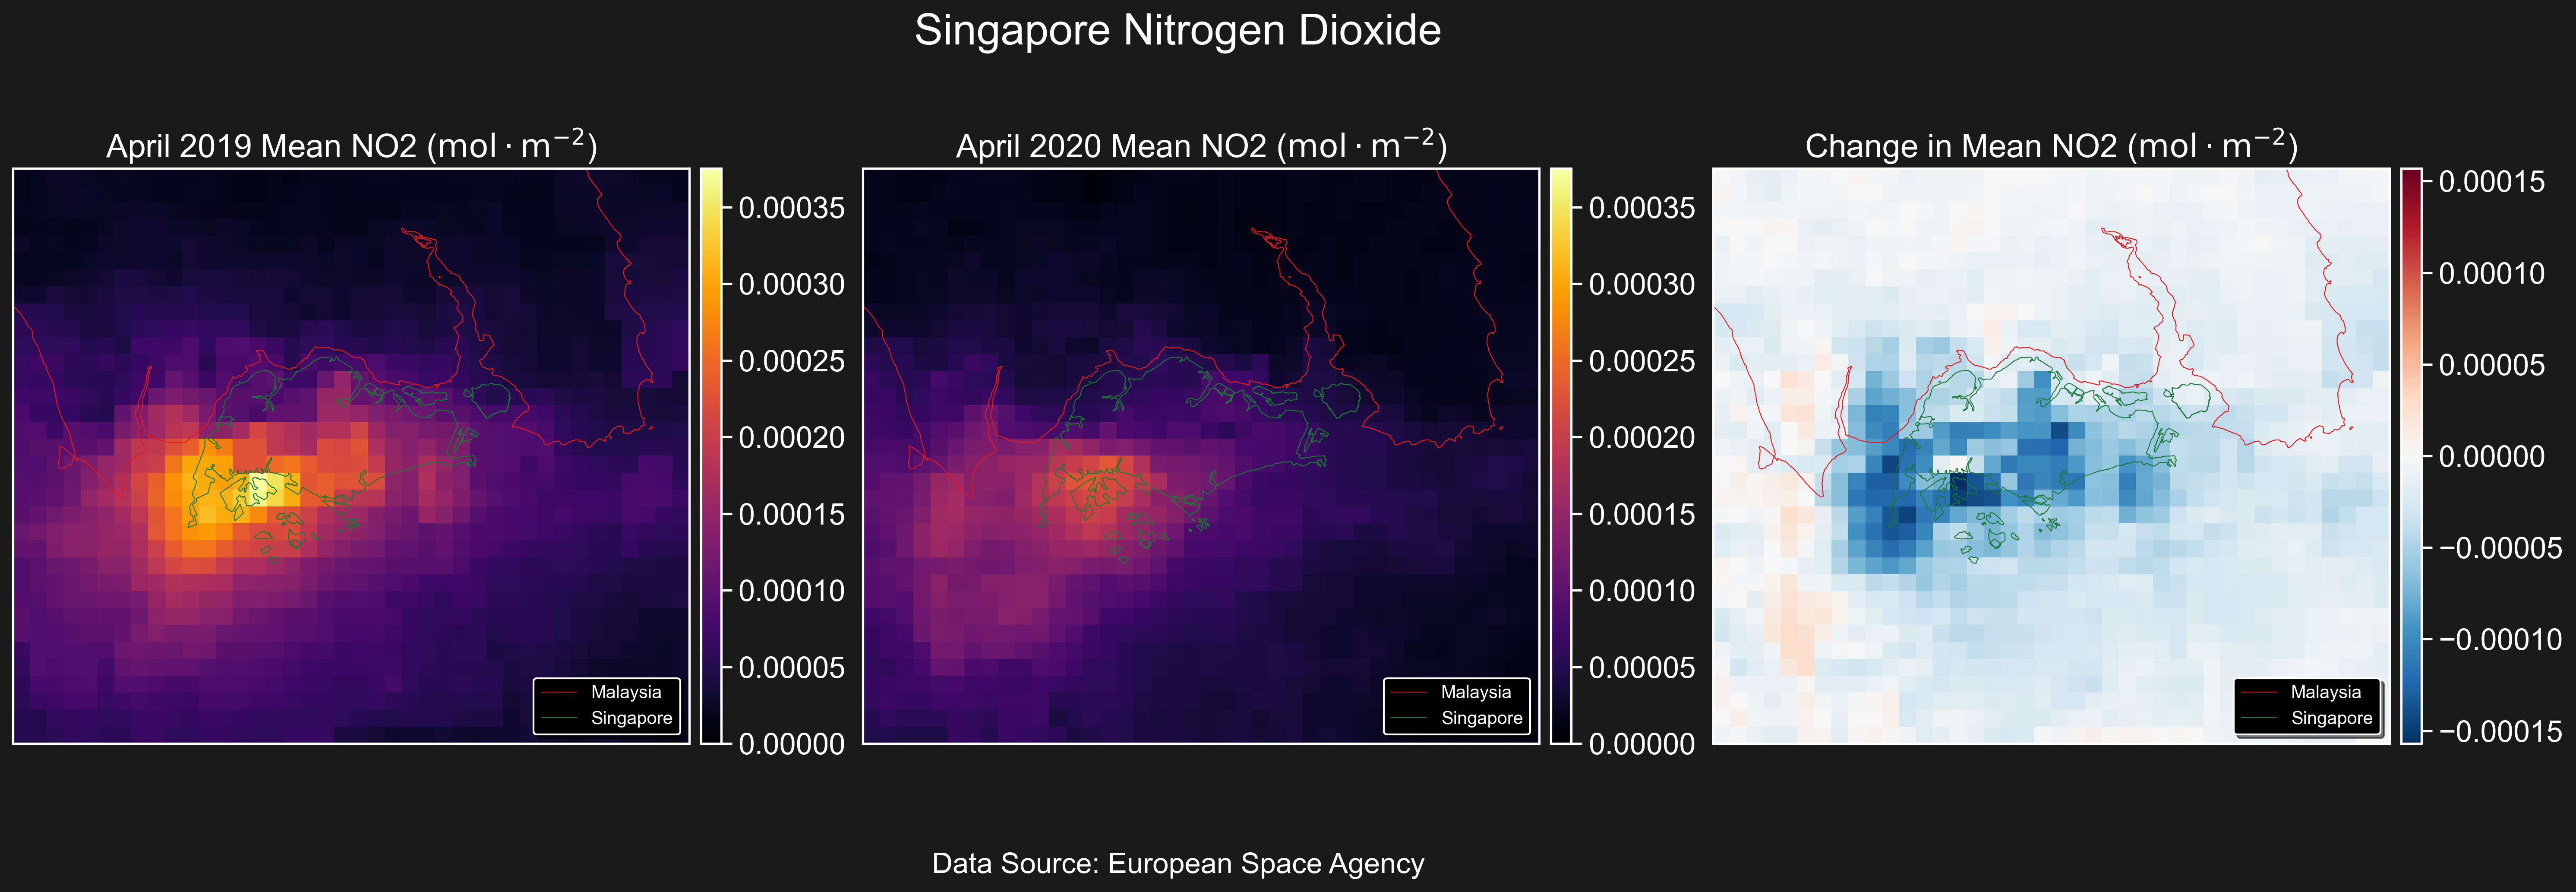 Singapore Nitrogen Dioxide
April 2019 Mean NO2 (mol · m⁻²)
0.00035
0.00030
0.00025
0.00020
0.00015
0.00010
0.00005
0.00000
Malaysia
Singapore
April 2020 Mean NO2 (mol · m⁻²)
0.00035
0.00030
0.00025
0.00020
0.00015
0.00010
0.00005
0.00000
Malaysia
Singapore
Change in Mean NO2 (mol · m⁻²)
0.00015
0.00010
0.00005
0.00000
−0.00005
−0.00010
−0.00015
Malaysia
Singapore
Data Source: European Space Agency